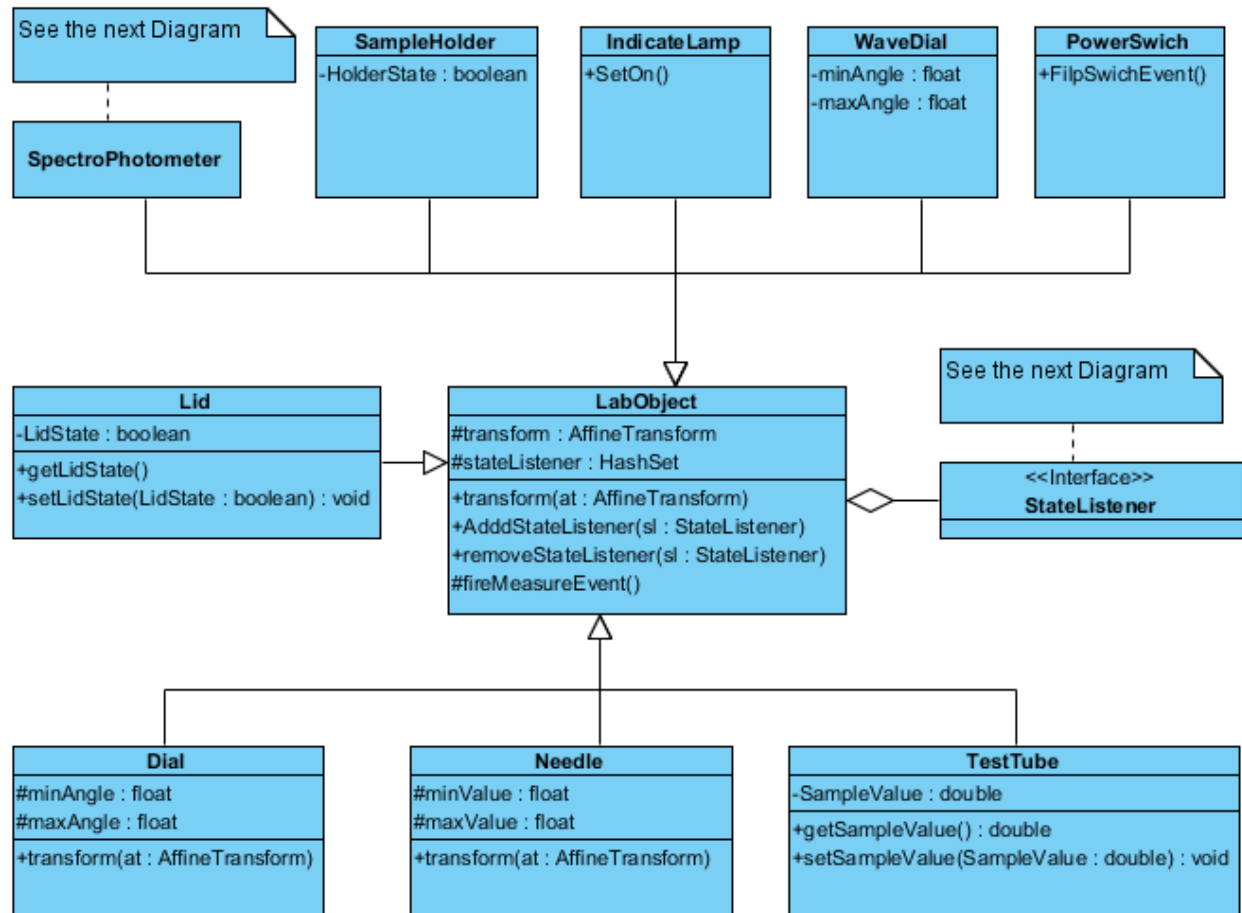 See the next Diagram
SpectroPhotometer
SampleHolder
-HolderState : boolean
IndicateLamp
+SetOn()
WaveDial
-minAngle : float
-maxAngle : float
PowerSwich
+FilpSwichEvent()
Lid
-LidState : boolean
+getLidState()
+setLidState(LidState : boolean) : void
LabObject
#transform : AffineTransform
#stateListener : HashSet
+transform(at : AffineTransform)
+AdddStateListener(sl : StateListener)
+removeStateListener(sl : StateListener)
#fireMeasureEvent()
See the next Diagram
<<Interface>>
StateListener
Dial
#minAngle : float
#maxAngle : float
+transform(at : AffineTransform)
Needle
#minValue : float
#maxValue : float
+transform(at : AffineTransform)
TestTube
-SampleValue : double
+getSampleValue() : double
+setSampleValue(SampleValue : double) : void